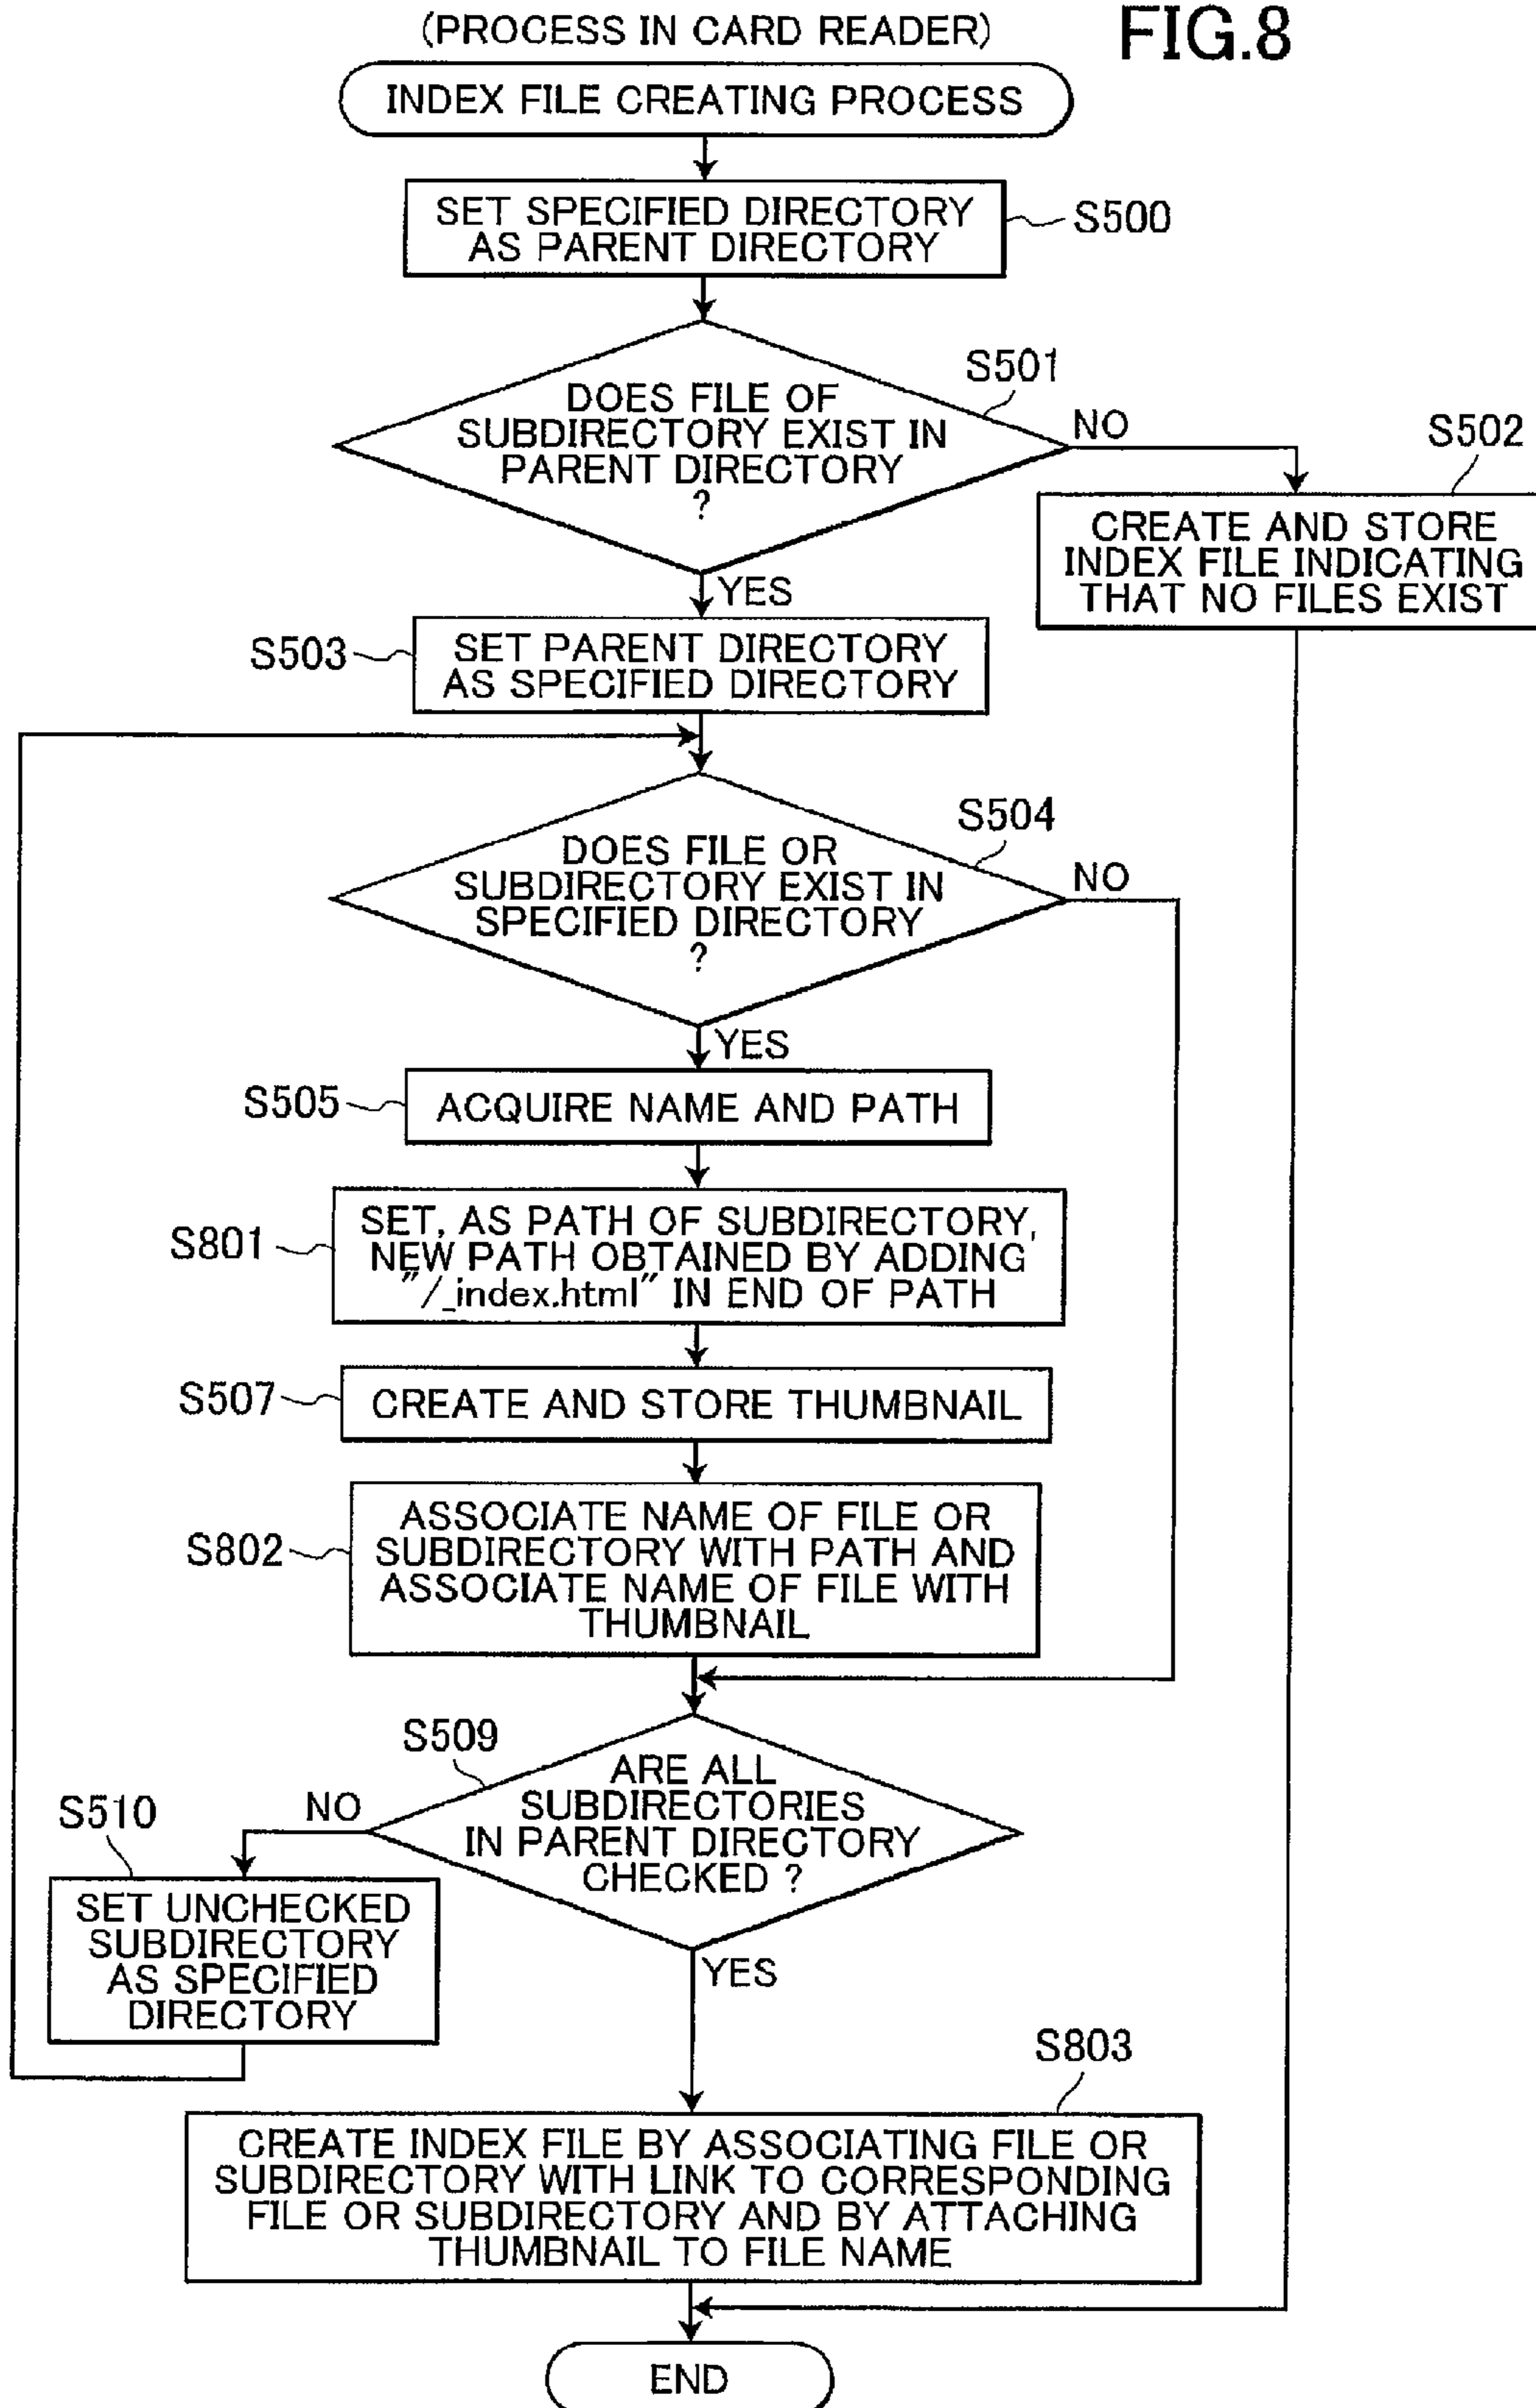 (PROCESS IN CARD READER)
FIG.8
INDEX FILE CREATING PROCESS
SET SPECIFIED DIRECTORY
AS PARENT DIRECTORY
S500
DOES FILE OF
SUBDIRECTORY EXIST IN
PARENT DIRECTORY
?
S501
NO
S502
CREATE AND STORE
INDEX FILE INDICATING
THAT NO FILES EXIST
YES
S503
SET PARENT DIRECTORY
AS SPECIFIED DIRECTORY
S504
DOES FILE OR
SUBDIRECTORY EXIST IN
SPECIFIED DIRECTORY
?
NO
YES
S505
ACQUIRE NAME AND PATH
S801
SET, AS PATH OF SUBDIRECTORY,
NEW PATH OBTAINED BY ADDING
"/_index.html" IN END OF PATH
S507
CREATE AND STORE THUMBNAIL
S802
ASSOCIATE NAME OF FILE OR
SUBDIRECTORY WITH PATH AND
ASSOCIATE NAME OF FILE WITH
THUMBNAIL
S509
ARE ALL
SUBDIRECTORIES
IN PARENT DIRECTORY
CHECKED ?
NO
S510
SET UNCHECKED
SUBDIRECTORY
AS SPECIFIED
DIRECTORY
YES
S803
CREATE INDEX FILE BY ASSOCIATING FILE OR
SUBDIRECTORY WITH LINK TO CORRESPONDING
FILE OR SUBDIRECTORY AND BY ATTACHING
THUMBNAIL TO FILE NAME
END